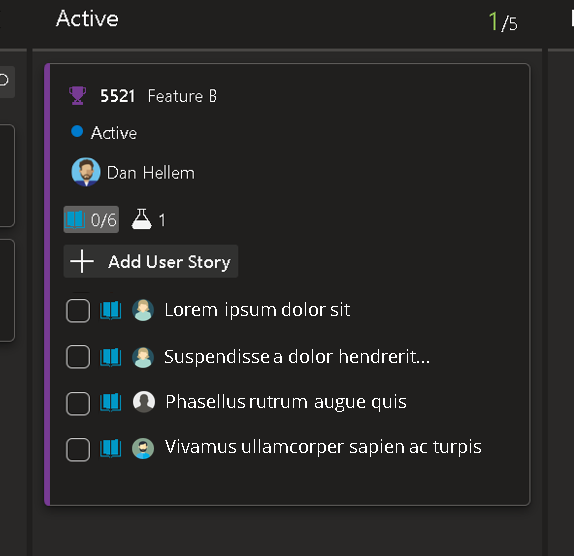 Active 1/5
5521 Feature B
Active
Dan Hellem
0/6 1
Add User Story
Lorem ipsum dolor sit
Suspendisse a dolor hendrerit...
Phasellus rutrum augue quis
Vivamus ullamcorper sapien ac turpis